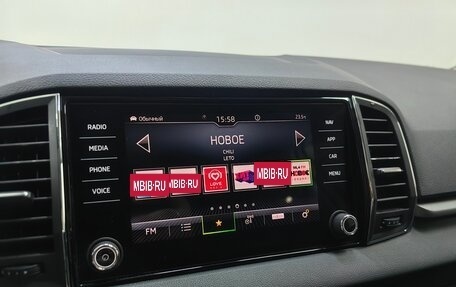 Обычный 15:58 23.5
RADIO
MEDIA
PHONE
VOICE
НОВОЕ
CHILI
LETO
NAV
APP
CAR
MENU
MBIB·RU MBIB·RU LOVE MBIB·RU
FM